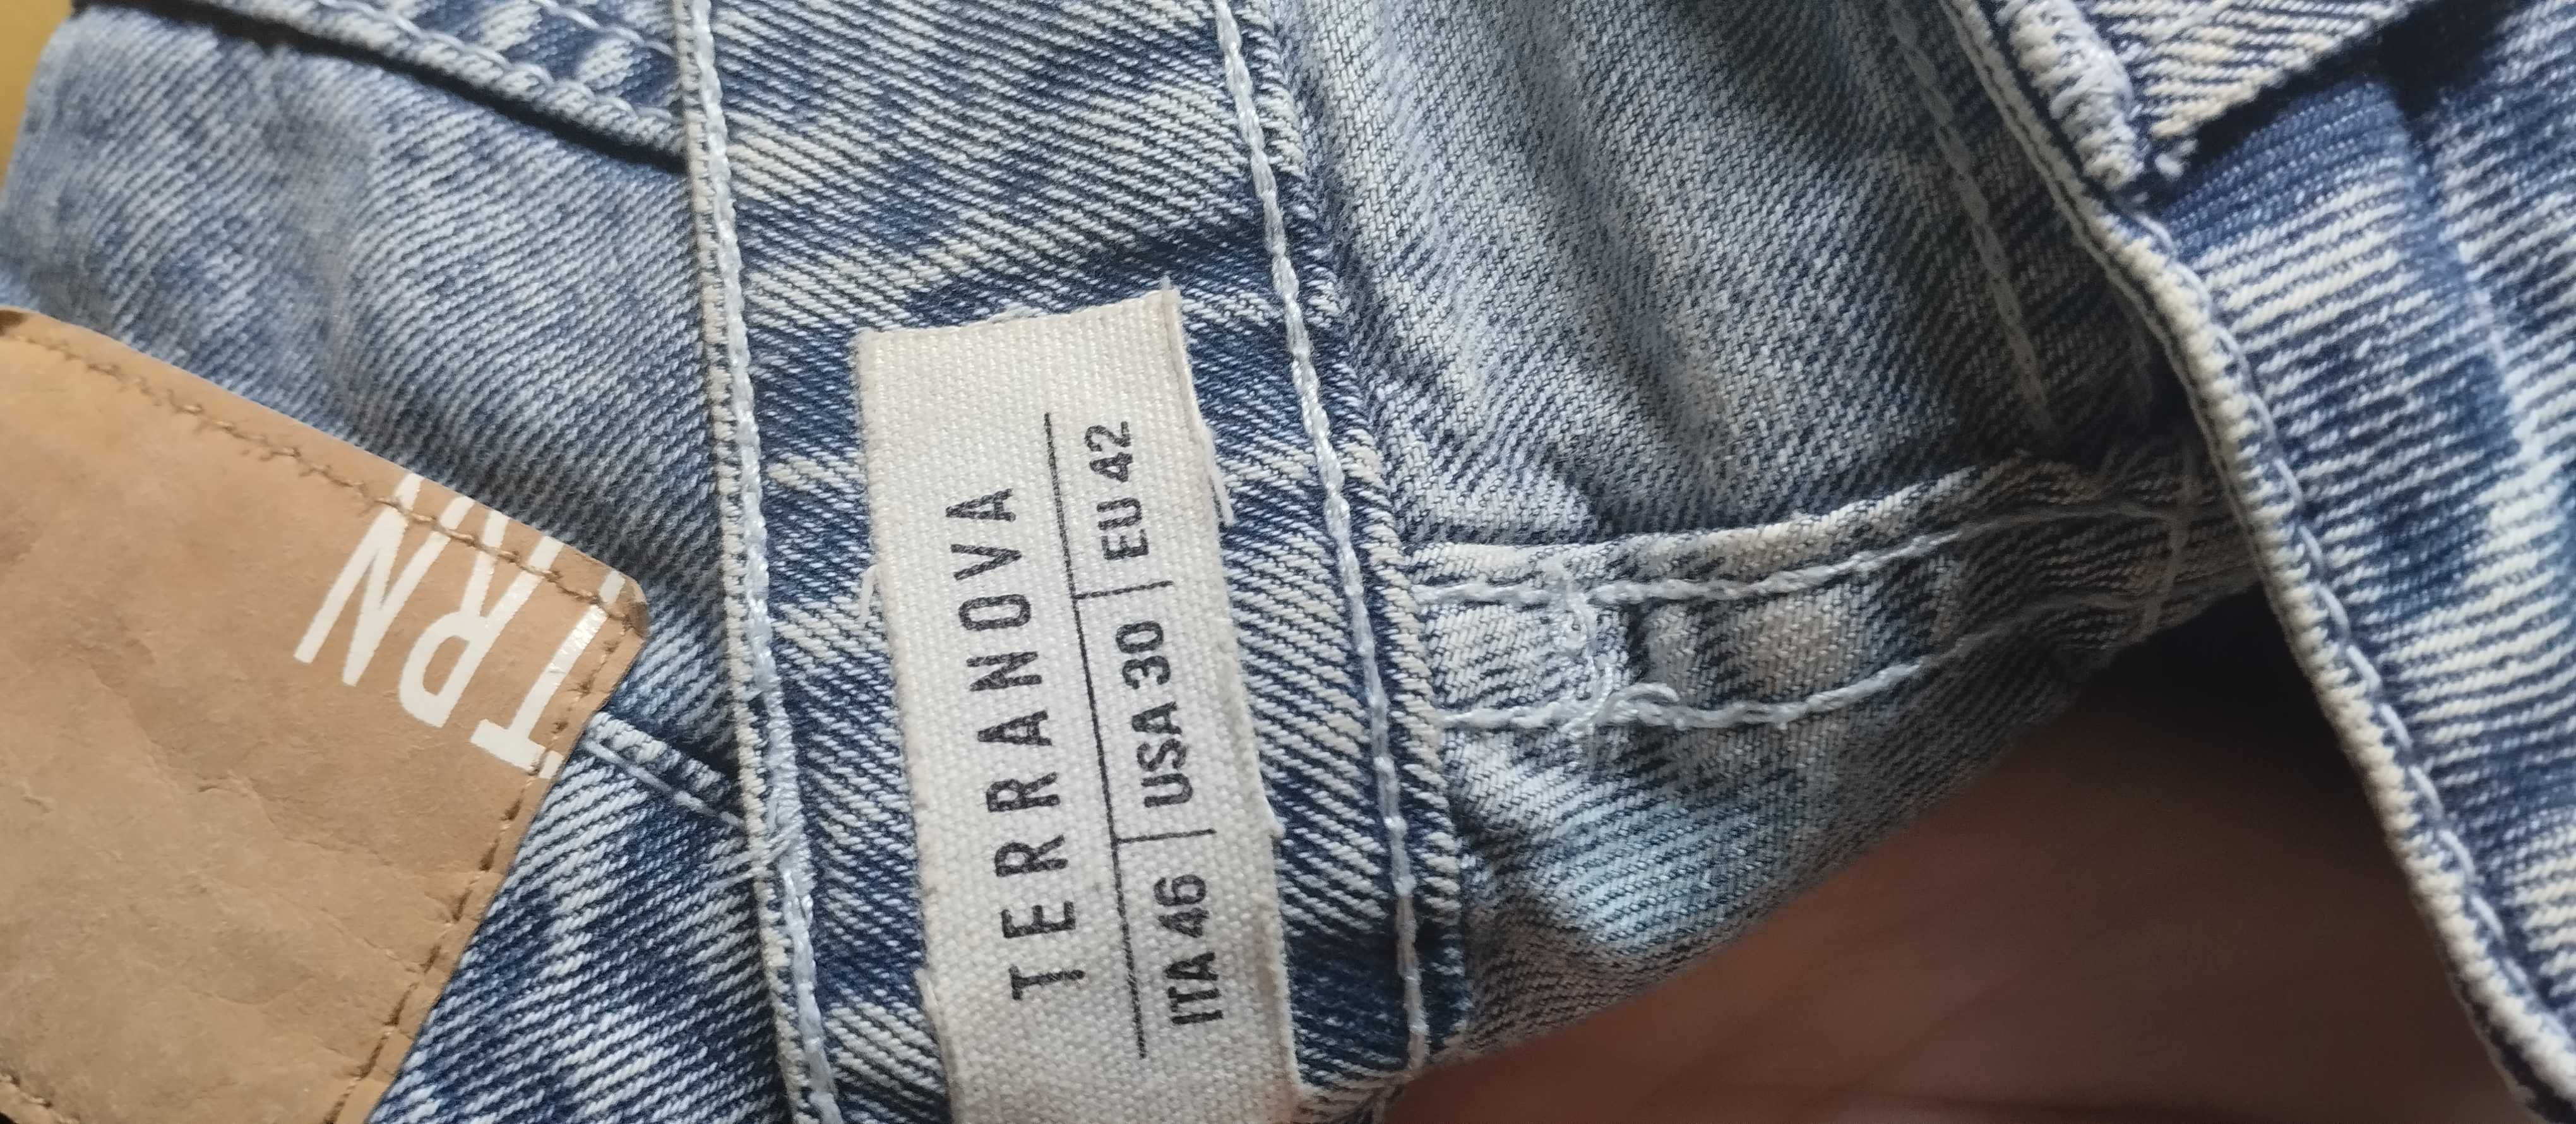 TERRANOVA
ITA 46 | USA 30 | EU 42
TRN